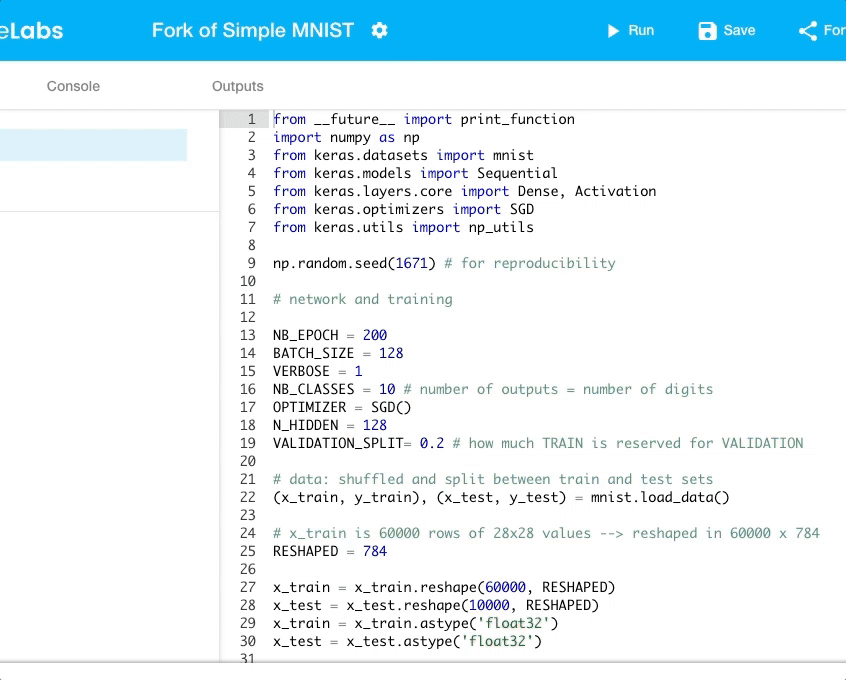 eLabs Fork of Simple MNIST Run Save For
Console Outputs
1 from __future__ import print_function
2 import numpy as np
3 from keras.datasets import mnist
4 from keras.models import Sequential
5 from keras.layers.core import Dense, Activation
6 from keras.optimizers import SGD
7 from keras.utils import np_utils
8
9 np.random.seed(1671) # for reproducibility
10
11 # network and training
12
13 NB_EPOCH = 200
14 BATCH_SIZE = 128
15 VERBOSE = 1
16 NB_CLASSES = 10 # number of outputs = number of digits
17 OPTIMIZER = SGD()
18 N_HIDDEN = 128
19 VALIDATION_SPLIT= 0.2 # how much TRAIN is reserved for VALIDATION
20
21 # data: shuffled and split between train and test sets
22 (x_train, y_train), (x_test, y_test) = mnist.load_data()
23
24 # x_train is 60000 rows of 28x28 values --> reshaped in 60000 x 784
25 RESHAPED = 784
26
27 x_train = x_train.reshape(60000, RESHAPED)
28 x_test = x_test.reshape(10000, RESHAPED)
29 x_train = x_train.astype('float32')
30 x_test = x_test.astype('float32')
31